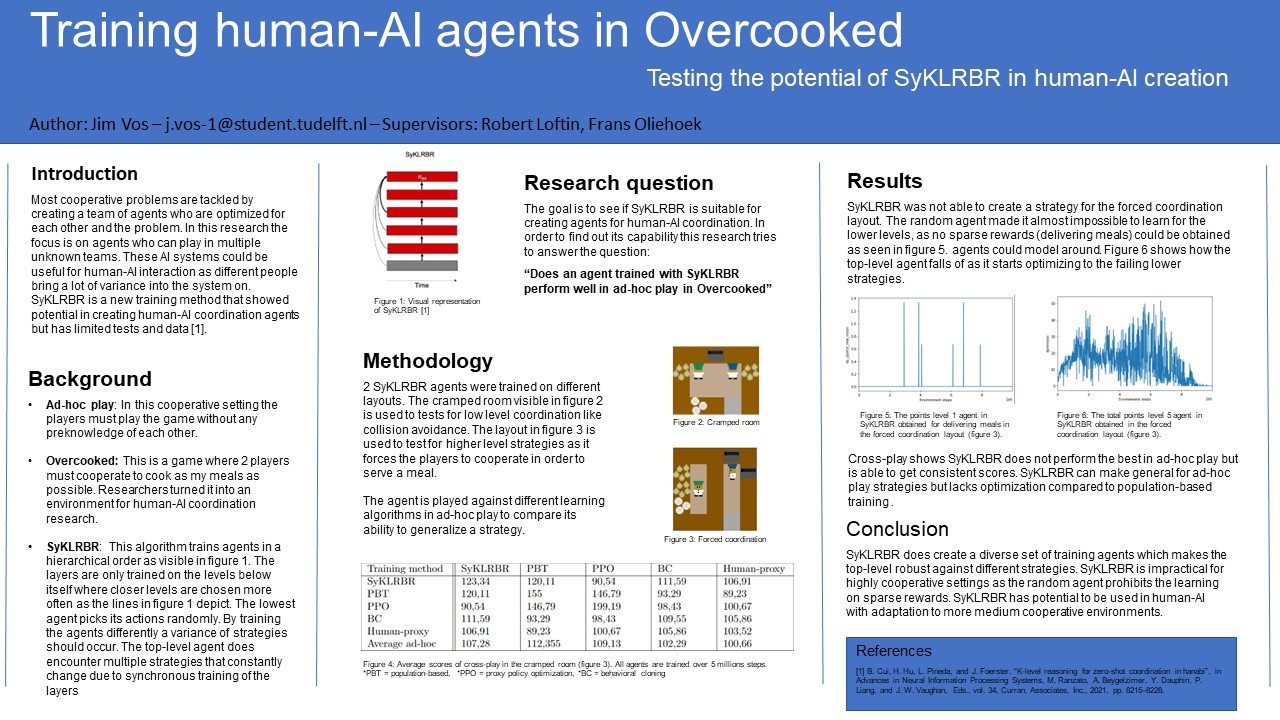 Training human-AI agents in Overcooked
Testing the potential of SyKLRBR in human-AI creation
Author: Jim Vos – j.vos-1@student.tudelft.nl – Supervisors: Robert Loftin, Frans Oliehoek
Introduction
Most cooperative problems are tackled by
creating a team of agents who are optimized for
each other and the problem. In this research the
focus is on agents who can play in multiple
unknown teams. These AI systems could be
useful for human-AI interaction as different people
bring a lot of variance into the system on.
SyKLRBR is a new training method that showed
potential in creating human-AI coordination agents
but has limited tests and data [1].
Background
• Ad-hoc play: In this cooperative setting the
players must play the game without any
preknowledge of each other.
• Overcooked: This is a game where 2 players
must cooperate to cook as my meals as
possible. Researchers turned it into an
environment for human-AI coordination
research.
• SyKLRBR: This algorithm trains agents in a
hierarchical order as visible in figure 1. The
layers are only trained on the levels below
itself where closer levels are chosen more
often as the lines in figure 1 depict. The lowest
agent picks its actions randomly. By training
the agents differently a variance of strategies
should occur. The top-level agent does
encounter multiple strategies that constantly
change due to synchronous training of the
layers
SyKLRBR
Time
Figure 1: Visual representation
of SyKLRBR [1]
Research question
The goal is to see if SyKLRBR is suitable for
creating agents for human-AI coordination. In
order to find out its capability this research tries
to answer the question:
“Does an agent trained with SyKLRBR
perform well in ad-hoc play in Overcooked”
Methodology
2 SyKLRBR agents were trained on different
layouts. The cramped room visible in figure 2
is used to tests for low level coordination like
collision avoidance. The layout in figure 3 is
used to test for higher level strategies as it
forces the players to cooperate in order to
serve a meal.
The agent is played against different learning
algorithms in ad-hoc play to compare its
ability to generalize a strategy.
Figure 2: Cramped room
Figure 3: Forced coordination
Training method SyKLRBR PBT PPO BC Human-proxy
SyKLRBR 123,34 120,11 90,54 111,59 106,91
PBT 120,11 155 146,79 93,29 89,23
PPO 90,54 146,79 199,19 98,43 100,67
BC 111,59 93,29 98,43 109,55 105,86
Human-proxy 106,91 89,23 100,67 105,86 103,52
Average ad-hoc 107,28 112,355 109,13 102,29 100,66
Figure 4: Average scores of cross-play in the cramped room (figure 3). All agents are trained over 5 millions steps.
*PBT = population-based, *PPO = proxy policy optimization, *BC = behavioral cloning
Results
SyKLRBR was not able to create a strategy for the forced coordination
layout. The random agent made it almost impossible to learn for the
lower levels, as no sparse rewards (delivering meals) could be obtained
as seen in figure 5. agents could model around. Figure 6 shows how the
top-level agent falls of as it starts optimizing to the failing lower
strategies.
Environment steps
Environment steps
Figure 5: The points level 1 agent in
SyKLRBR obtained for delivering meals in
the forced coordination layout (figure 3).
Figure 6: The total points level 5 agent in
SyKLRBR obtained in the forced
coordination layout (figure 3).
Cross-play shows SyKLRBR does not perform the best in ad-hoc play but
is able to get consistent scores. SyKLRBR can make general for ad-hoc
play strategies but lacks optimization compared to population-based
training .
Conclusion
SyKLRBR does create a diverse set of training agents which makes the
top-level robust against different strategies. SyKLRBR is impractical for
highly cooperative settings as the random agent prohibits the learning
on sparse rewards. SyKLRBR has potential to be used in human-AI
with adaptation to more medium cooperative environments.
References
[1] B. Cui, H. Hu, L. Pineda, and J. Foerster, “K-level reasoning for zero-shot coordination in hanabi”, in
Advances in Neural Information Processing Systems, M. Ranzato, A. Beygelzimer, Y. Dauphin, P.
Liang, and J. W. Vaughan, Eds., vol. 34, Curran, Associates, Inc., 2021, pp. 8215–8228.